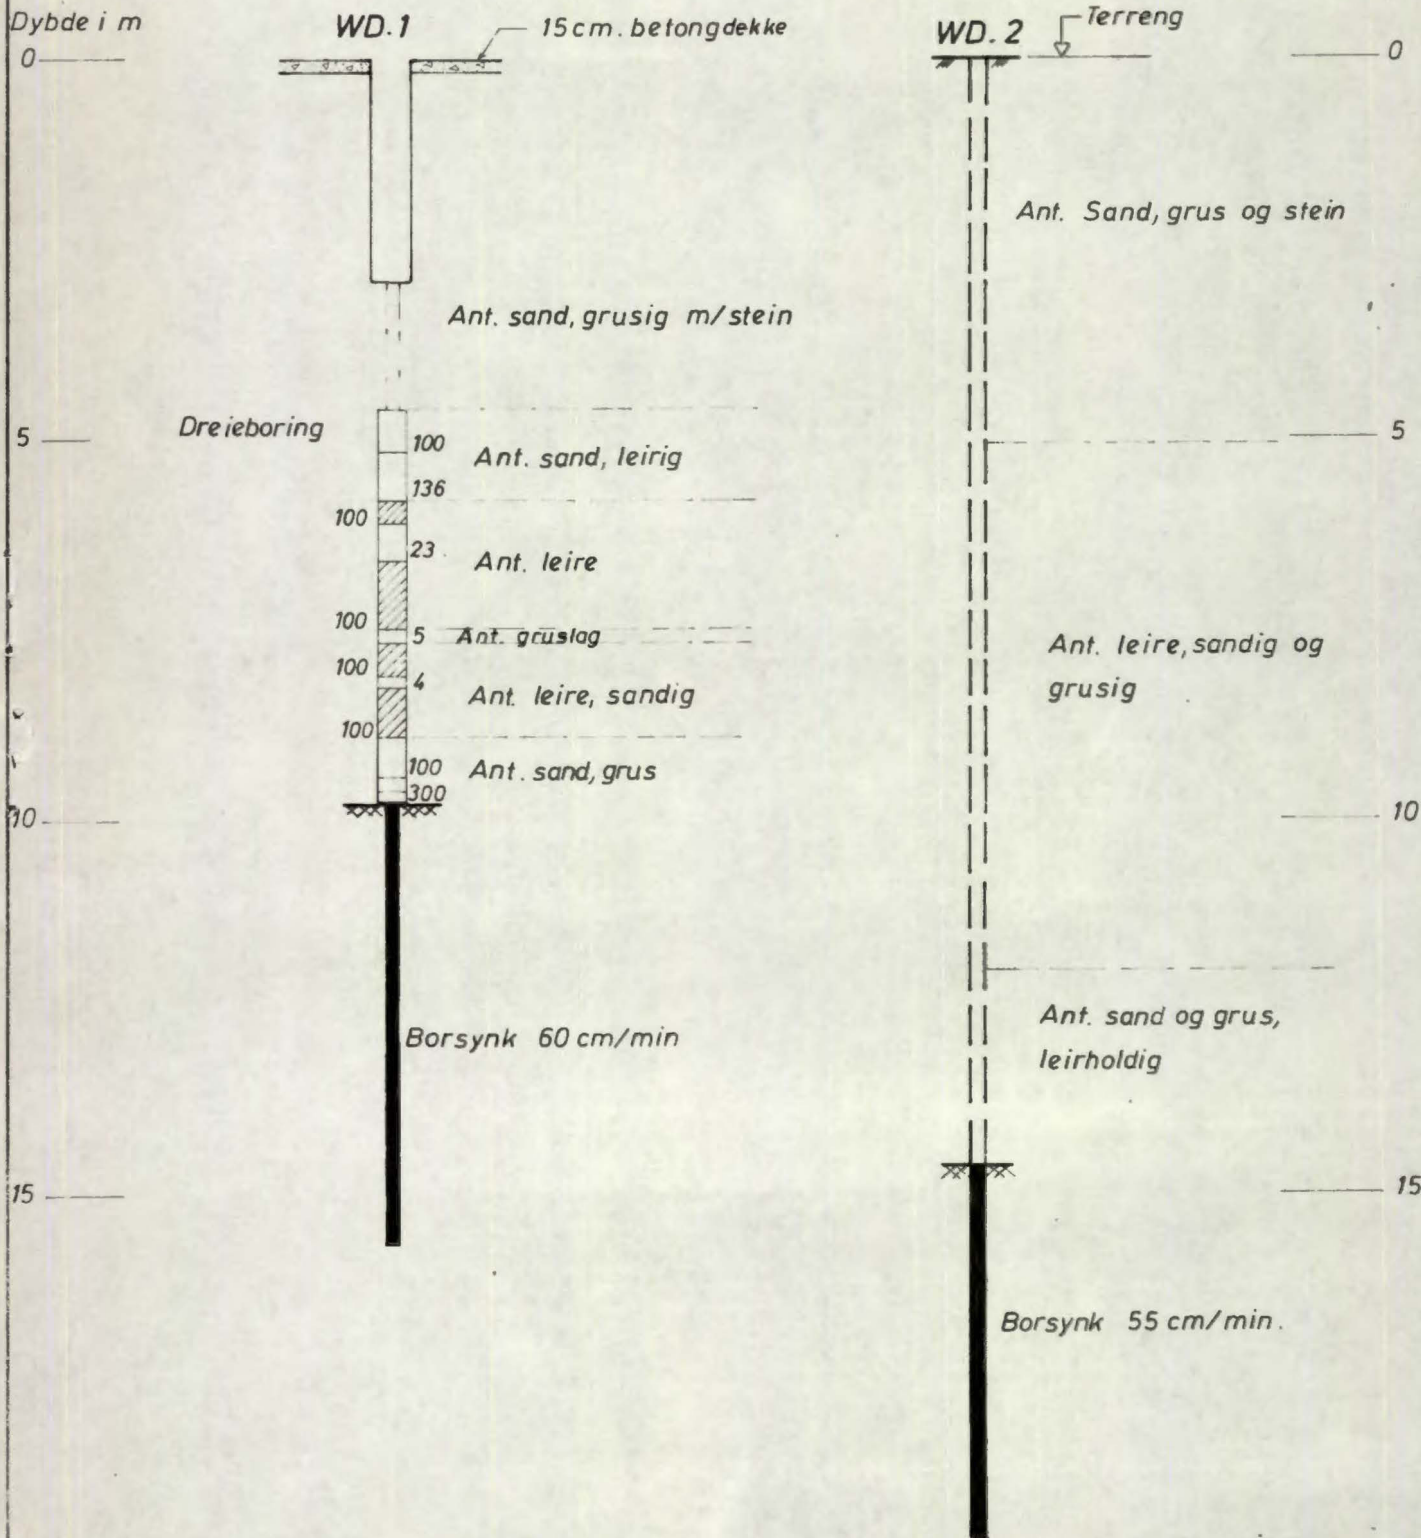 Dybde i m
WD.1
15 cm. betongdekke
WD. 2
Terreng
0
0
Ant. Sand, grus og stein
Ant. sand, grusig m/stein
Dreieboring
5
5
100
Ant. sand, leirig
136
100
23
Ant. leire
100
5
Ant. gruslag
100
4
Ant. leire, sandig
100
Ant. leire, sandig og
grusig
100
Ant. sand, grus
300
10
10
Ant. sand og grus,
leirholdig
Borsynk 60 cm/min
15
15
Borsynk 55 cm/min.